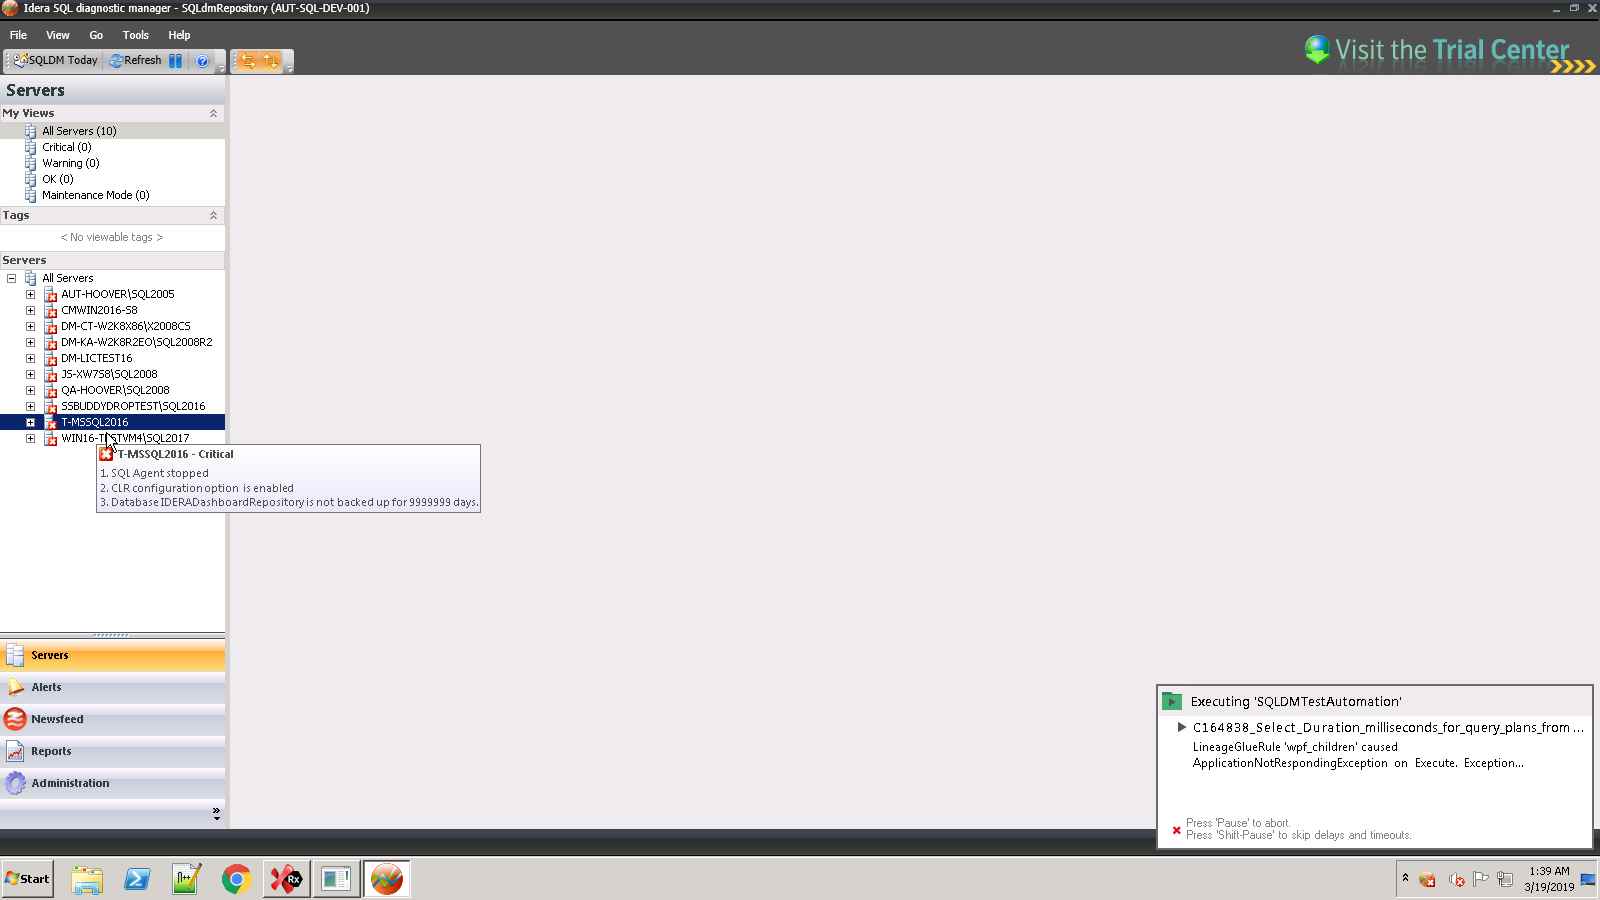 Idera SQL diagnostic manager - SQLdmRepository (AUT-SQL-DEV-001)
File View Go Tools Help
SQLDM Today Refresh
Visit the Trial Center
Servers
My Views
All Servers (10)
Critical (0)
Warning (0)
OK (0)
Maintenance Mode (0)
Tags
< No viewable tags >
Servers
All Servers
AUT-HOOVER\SQL2005
CMWIN2016-S8
DM-CT-W2K8X86\X2008CS
DM-KA-W2K8R2EO\SQL2008R2
DM-LICTEST16
JS-XW7S8\SQL2008
QA-HOOVER\SQL2008
SSBUDDYDROPTEST\SQL2016
T-MSSQL2016
WIN16-TESTVM4\SQL2017
T-MSSQL2016 - Critical
1. SQL Agent stopped
2. CLR configuration option is enabled
3. Database IDERADashboardRepository is not backed up for 9999999 days.
Servers
Alerts
Newsfeed
Reports
Administration
Executing 'SQLDMTestAutomation'
C164838_Select_Duration_milliseconds_for_query_plans_from ...
LineageGlueRule 'wpf_children' caused
ApplicationNotRespondingException on Execute. Exception...
Press 'Pause' to abort.
Press 'Shift-Pause' to skip delays and timeouts.
Start
Rx
1:39 AM
3/19/2019